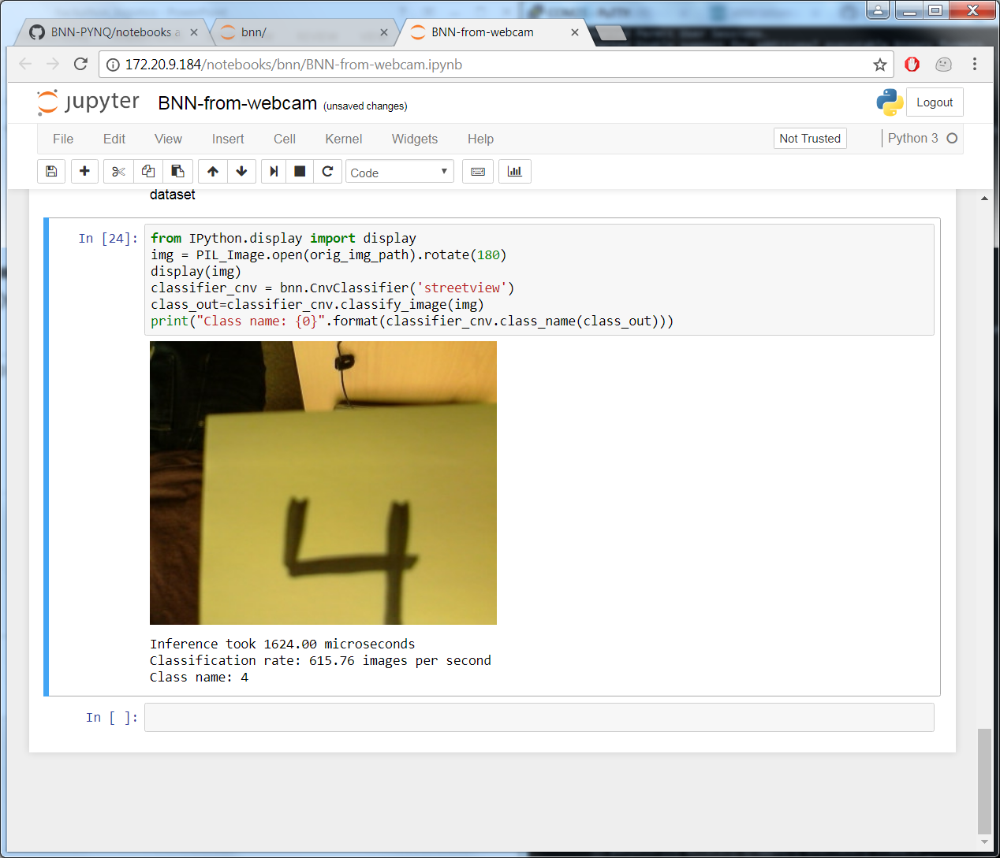 BNN-PYNQ/notebooks a
bnn/
BNN-from-webcam
172.20.9.184/notebooks/bnn/BNN-from-webcam.ipynb
jupyter BNN-from-webcam (unsaved changes)
Logout
File Edit View Insert Cell Kernel Widgets Help
Not Trusted
Python 3
Code
dataset
In [24]:
from IPython.display import display
img = PIL_Image.open(orig_img_path).rotate(180)
display(img)
classifier_cnv = bnn.CnvClassifier('streetview')
class_out=classifier_cnv.classify_image(img)
print("Class name: {0}".format(classifier_cnv.class_name(class_out)))
4
Inference took 1624.00 microseconds
Classification rate: 615.76 images per second
Class name: 4
In [ ]: